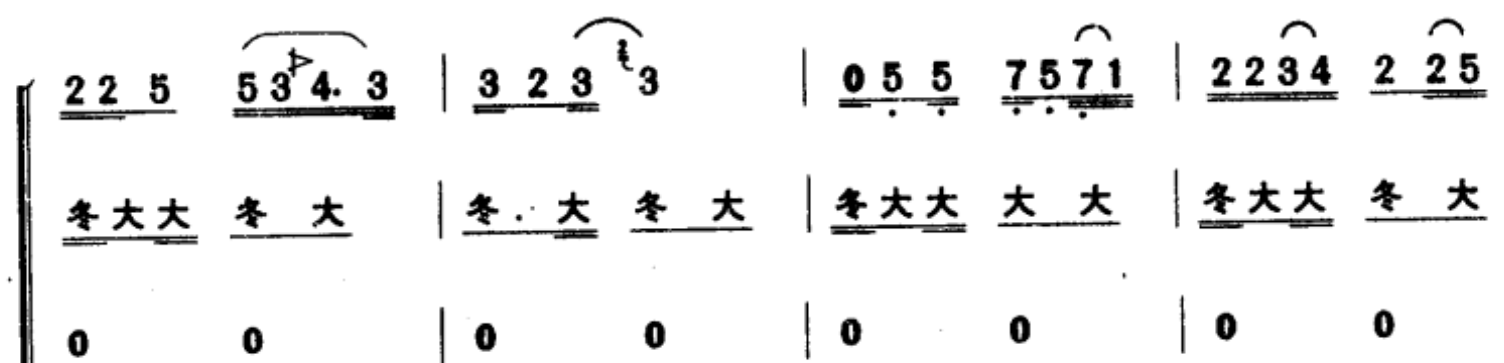 2 2 5 5 3 4. 3 | 3 2 3 3 | 0 5 5 7 5 7 1 | 2 2 3 4 2 2 5
冬 大 大 冬 大 | 冬 . 大 冬 大 | 冬 大 大 大 大 | 冬 大 大 冬 大
0 0 | 0 0 | 0 0 | 0 0